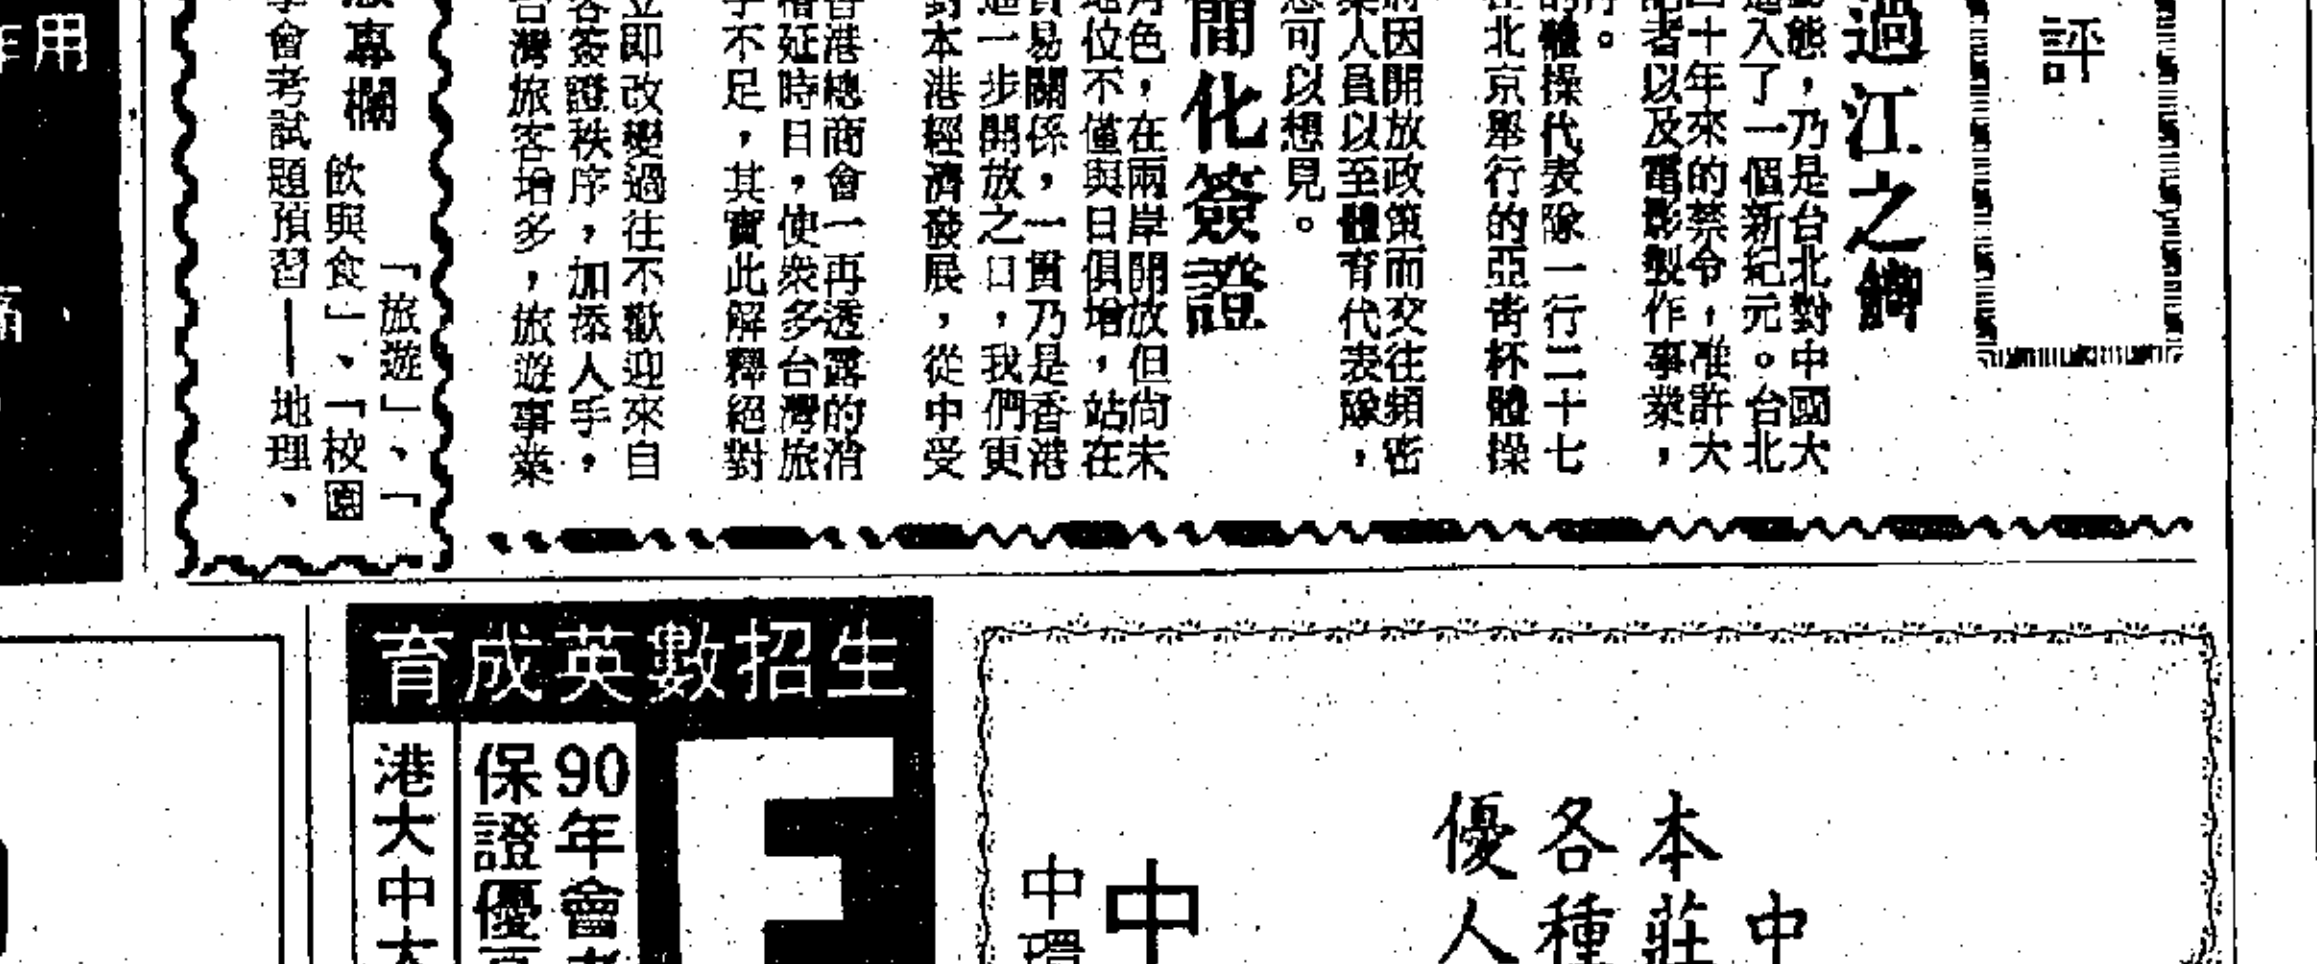 評
過江之鯽
動態，乃是台北對中國大
進入了一個新紀元。台北
四十年來的禁令，准許大
記者以及電影製作事業，
的體操代表隊一行二十七
在北京舉行的亞青杯體操
將因開放政策而交往頻密
業人員以至體育代表隊，
可以想見。
簡化簽證
角色，在兩岸開放但尚未
地位不僅與日俱增，站在
貿易關係，一貫乃是香港
進一步開放之日，我們更
對本港經濟發展，從中受
香港總商會一再透露的消
稽延時日，使衆多台灣旅
手不足，其實此解釋絕對
立即改變過往不歡迎來自
簽證秩序，加添人手，
台灣旅客增多，旅遊事業
專欄
「旅遊」、「
飲與食」、「校園
會考試題預習——地理、
用
育成英數招生
90年會
保證優
港大中大
本
各種
優
人
中
莊
中
中環